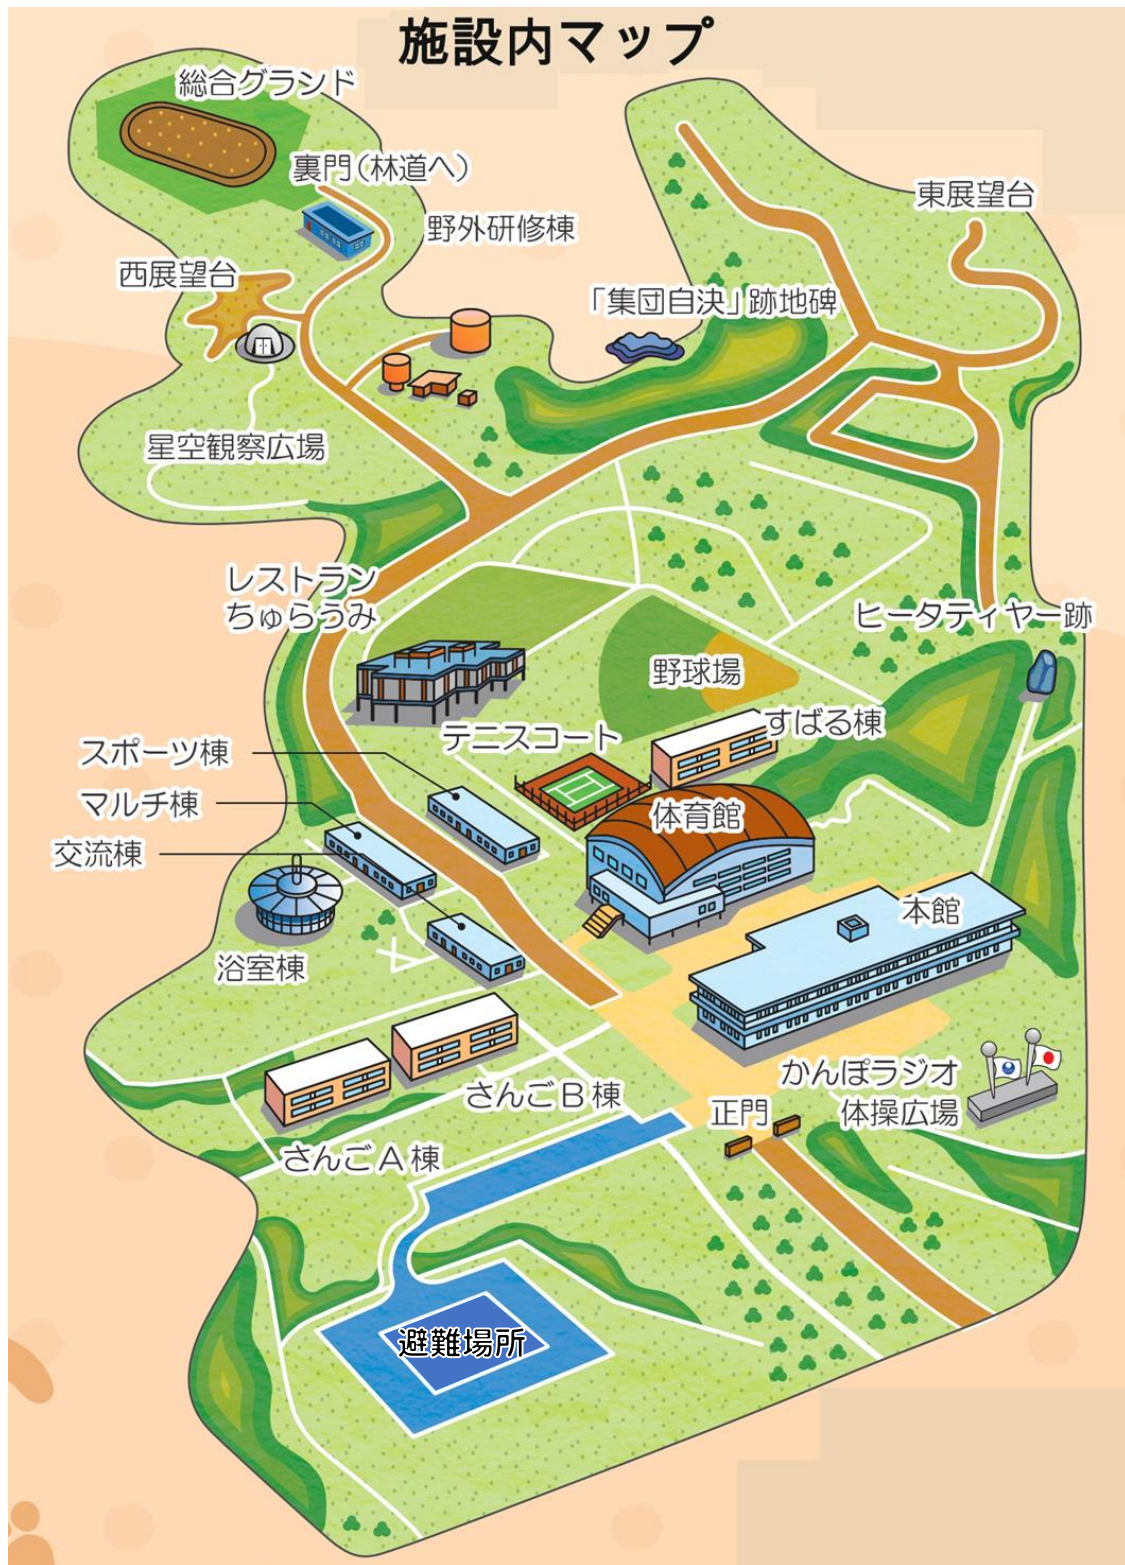 施設内マップ
総合グランド
裏門(林道へ)
東展望台
野外研修棟
西展望台
「集団自決」跡地碑
星空観察広場
レストラン
ちゅらうみ
ヒータティヤー跡
野球場
すばる棟
テニスコート
スポーツ棟
マルチ棟
体育館
交流棟
本館
浴室棟
かんぽラジオ
体操広場
さんごB棟
正門
さんごA棟
避難場所